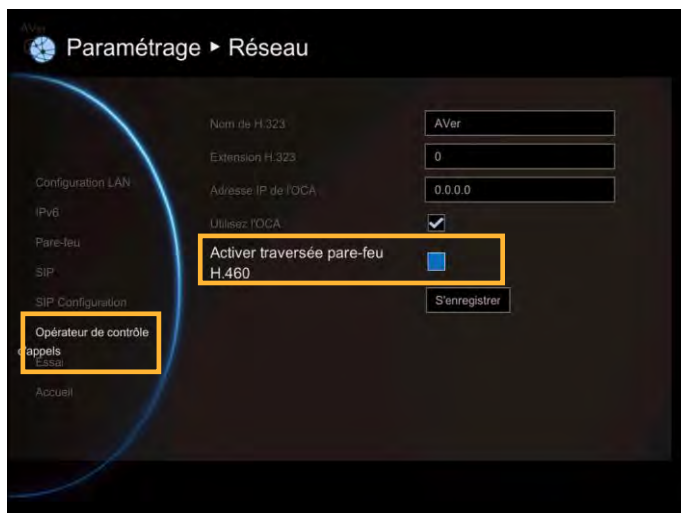 AVer
Paramétrage ▸ Réseau
Nom de H.323
AVer
Extension H.323
0
Adresse IP de l'OCA
0.0.0.0
Utilisez l'OCA
Activer traversée pare-feu
H.460
S'enregistrer
Configuration LAN
IPv6
Pare-feu
SIP
SIP Configuration
Opérateur de contrôle
d'appels
Essai
Accueil